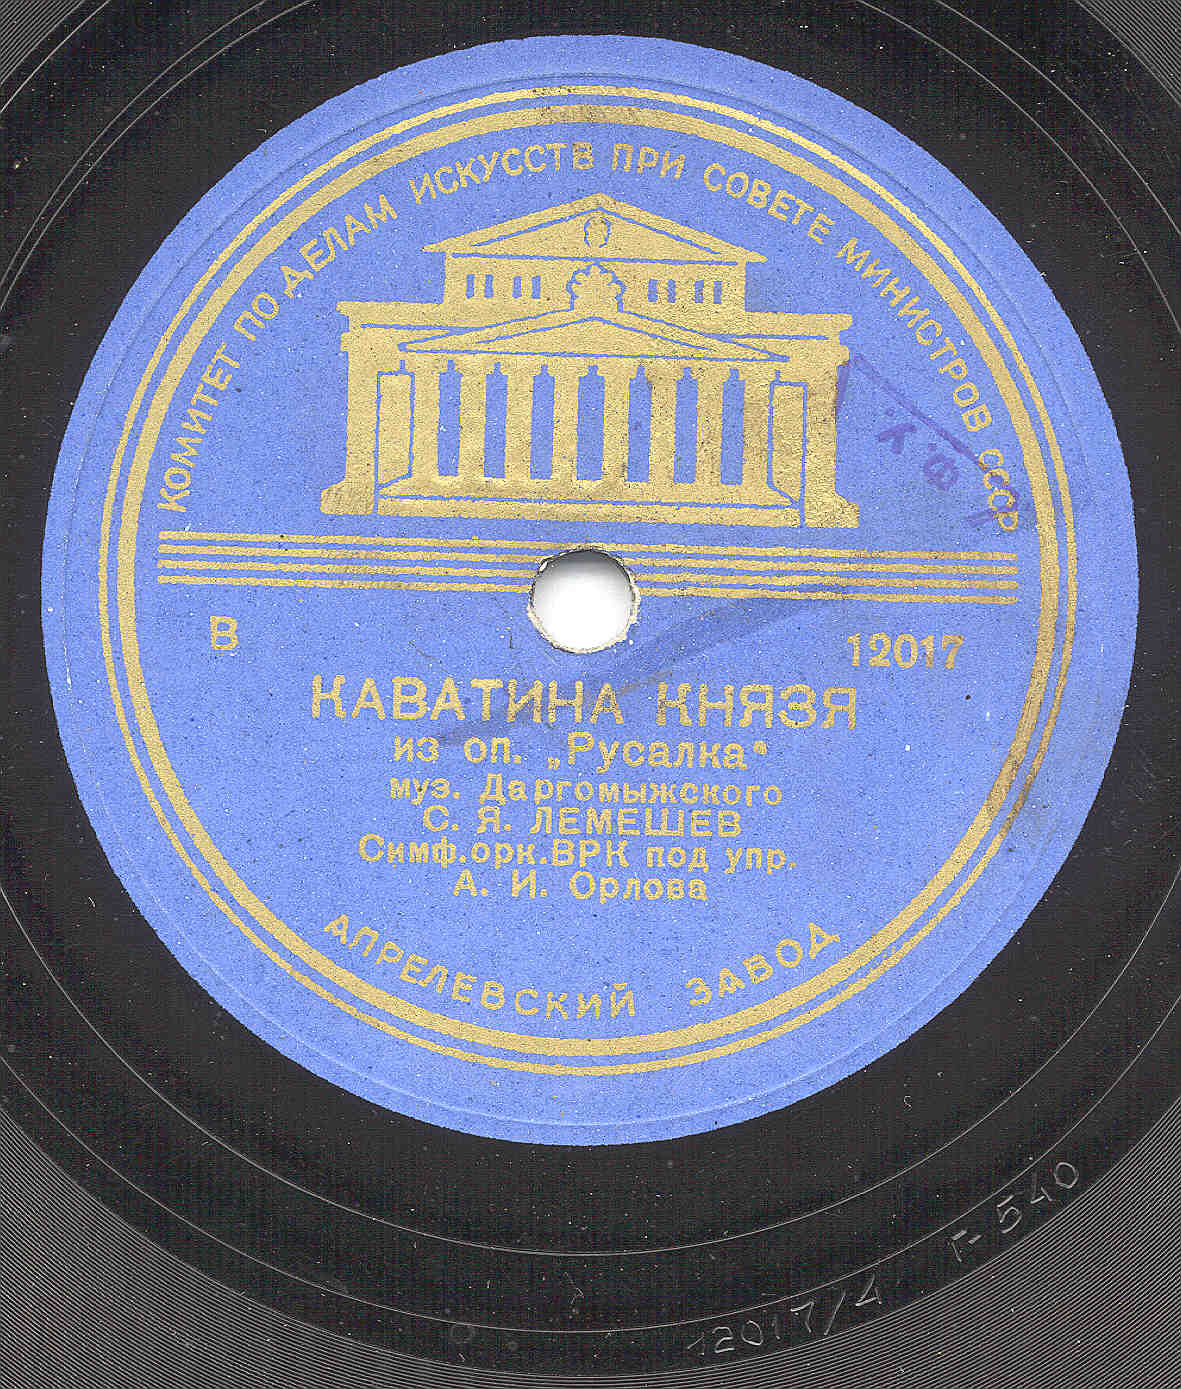 КОМИТЕТ ПО ДЕЛАМ ИСКУССТВ ПРИ СОВЕТЕ МИНИСТРОВ СССР
К.Ф.
В 12017
КАВАТИНА КНЯЗЯ
из оп. „Русалка"
муз. Даргомыжского
С. Я. ЛЕМЕШЕВ
Симф.орк.ВРК под упр.
А. И. Орлова
АПРЕЛЕВСКИЙ ЗАВОД
12017/4 Г-540